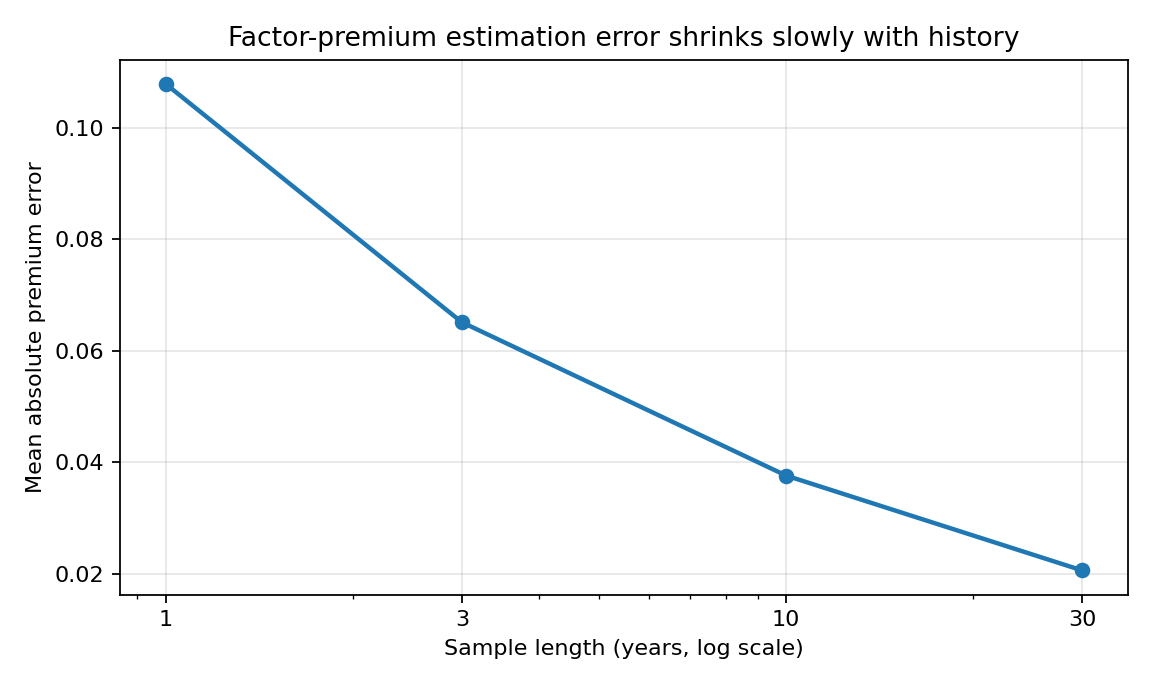 Factor-premium estimation error shrinks slowly with history
Mean absolute premium error
0.10
0.08
0.06
0.04
0.02
1 3 10 30
Sample length (years, log scale)